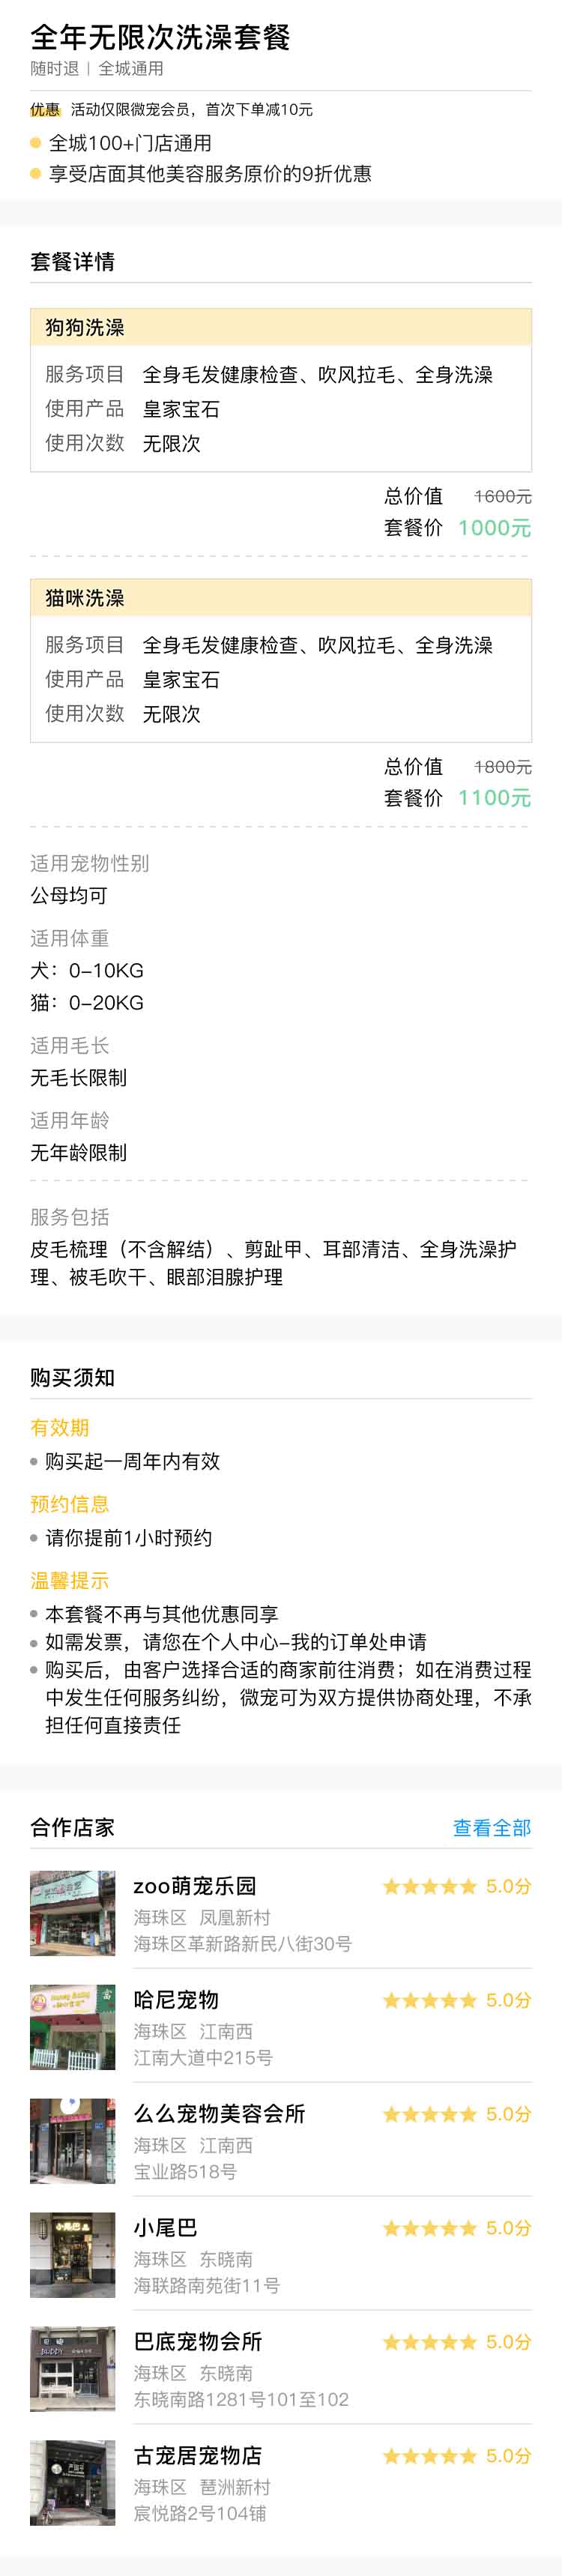 全年无限次洗澡套餐
随时退 | 全城通用
优惠 活动仅限微宠会员，首次下单减10元
全城100+门店通用
享受店面其他美容服务原价的9折优惠
套餐详情
狗狗洗澡
服务项目 全身毛发健康检查、吹风拉毛、全身洗澡
使用产品 皇家宝石
使用次数 无限次
总价值 1600元
套餐价 1000元
猫咪洗澡
服务项目 全身毛发健康检查、吹风拉毛、全身洗澡
使用产品 皇家宝石
使用次数 无限次
总价值 1800元
套餐价 1100元
适用宠物性别
公母均可
适用体重
犬：0-10KG
猫：0-20KG
适用毛长
无毛长限制
适用年龄
无年龄限制
服务包括
皮毛梳理（不含解结）、剪趾甲、耳部清洁、全身洗澡护
理、被毛吹干、眼部泪腺护理
购买须知
有效期
购买起一周年内有效
预约信息
请你提前1小时预约
温馨提示
本套餐不再与其他优惠同享
如需发票，请您在个人中心-我的订单处申请
购买后，由客户选择合适的商家前往消费；如在消费过程
中发生任何服务纠纷，微宠可为双方提供协商处理，不承
担任何直接责任
合作店家 查看全部
zoo萌宠乐园 5.0分
海珠区 凤凰新村
海珠区革新路新民八街30号
哈尼宠物 5.0分
海珠区 江南西
江南大道中215号
么么宠物美容会所 5.0分
海珠区 江南西
宝业路518号
小尾巴 5.0分
海珠区 东晓南
海联路南苑街11号
巴底宠物会所 5.0分
海珠区 东晓南
东晓南路1281号101至102
古宠居宠物店 5.0分
海珠区 琶洲新村
宸悦路2号104铺